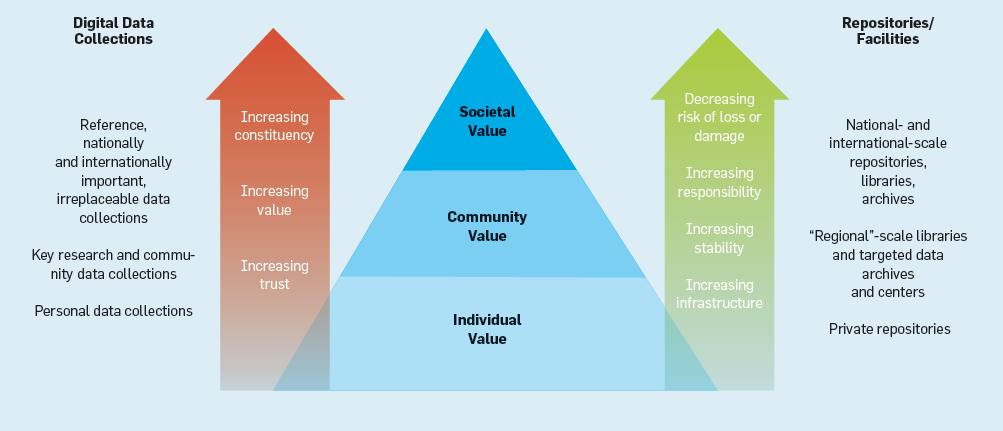 Digital Data
Collections
Reference,
nationally
and internationally
important,
irreplaceable data
collections
Key research and commu-
nity data collections
Personal data collections
Increasing
constituency
Increasing
value
Increasing
trust
Societal
Value
Community
Value
Individual
Value
Decreasing
risk of loss or
damage
Increasing
responsibility
Increasing
stability
Increasing
infrastructure
Repositories/
Facilities
National- and
international-scale
repositories,
libraries,
archives
“Regional”-scale libraries
and targeted data
archives
and centers
Private repositories